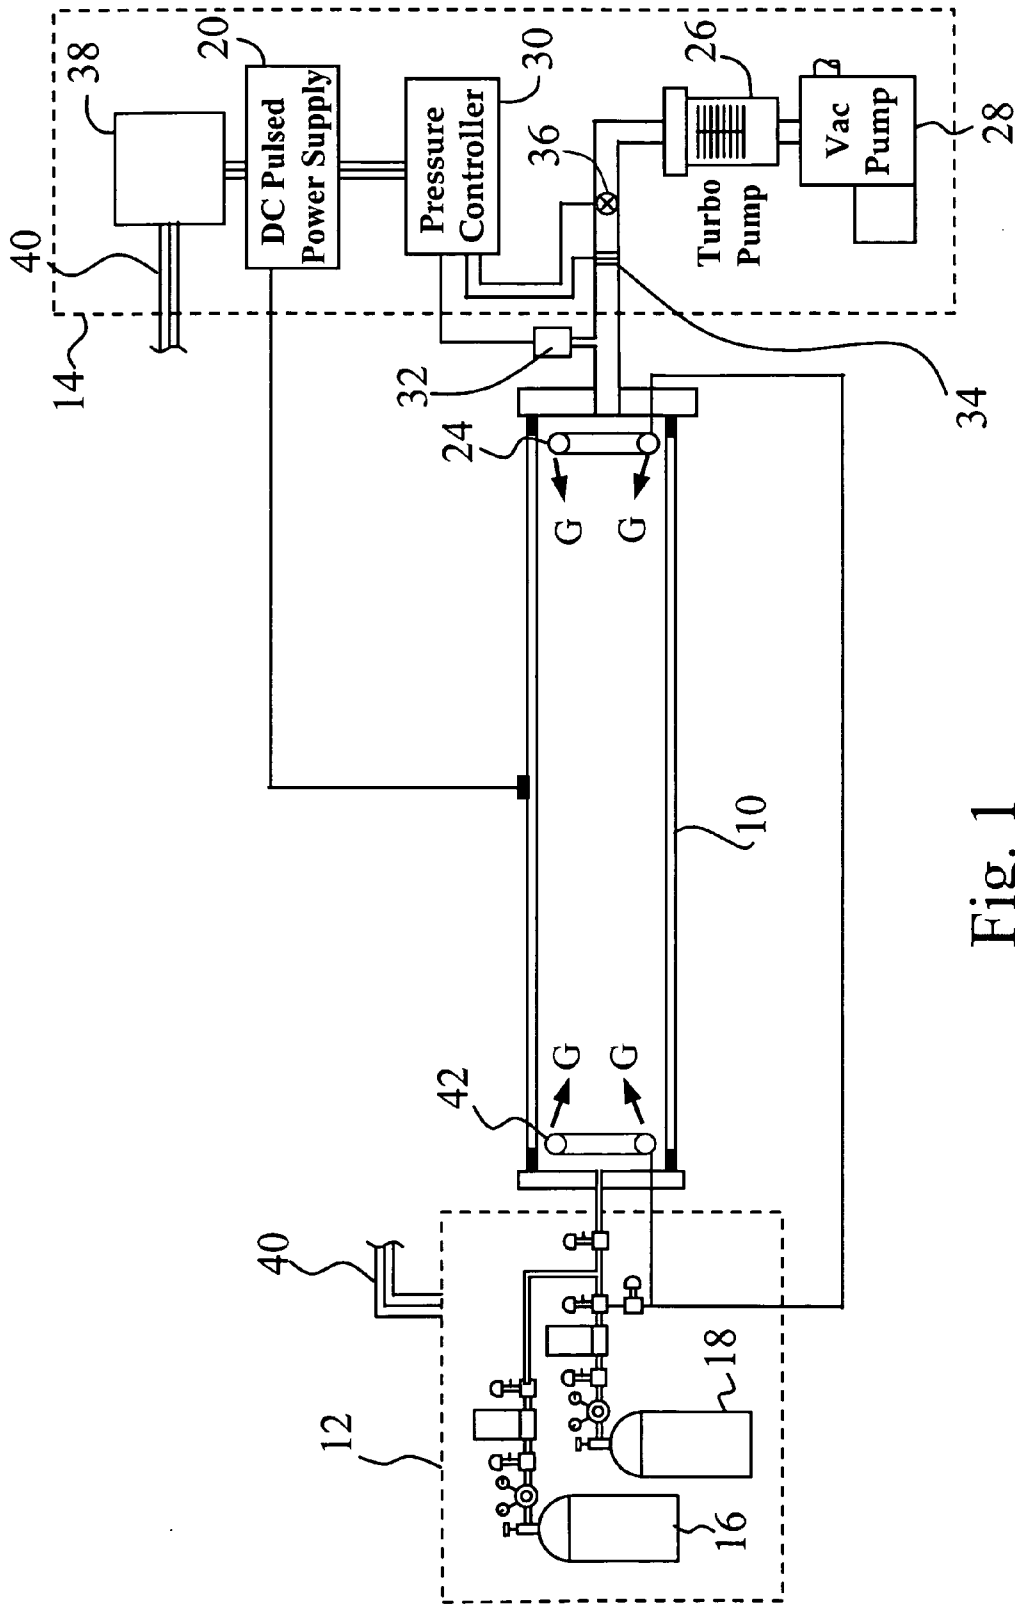 40
38
20
DC Pulsed
Power Supply
14
30
Pressure
Controller
32
36
26
Turbo
Pump
Vac
Pump
28
34
24
G
G
10
42
G
G
40
12
16
18
Fig. 1